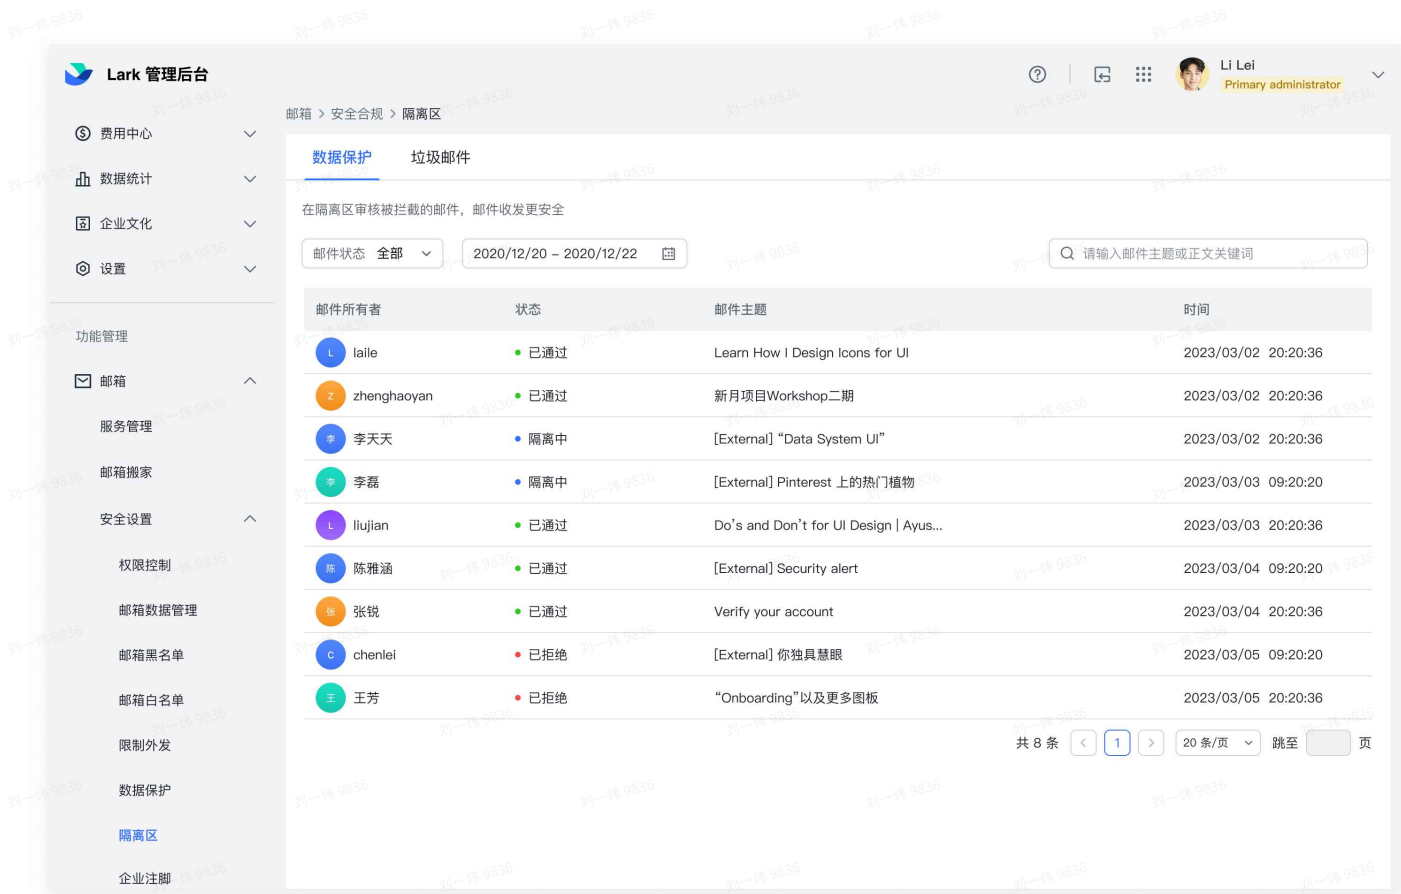 Lark 管理后台
Li Lei
Primary administrator
邮箱 > 安全合规 > 隔离区
费用中心
数据统计
企业文化
设置
功能管理
邮箱
服务管理
邮箱搬家
安全设置
权限控制
邮箱数据管理
邮箱黑名单
邮箱白名单
限制外发
数据保护
隔离区
企业注脚
数据保护 垃圾邮件
在隔离区审核被拦截的邮件，邮件收发更安全
邮件状态 全部 2020/12/20 – 2020/12/22 请输入邮件主题或正文关键词
邮件所有者 状态 邮件主题 时间
L laile 已通过 Learn How I Design Icons for UI 2023/03/02 20:20:36
Z zhenghaoyan 已通过 新月项目Workshop二期 2023/03/02 20:20:36
李 李天天 隔离中 [External] “Data System UI” 2023/03/02 20:20:36
李 李磊 隔离中 [External] Pinterest 上的热门植物 2023/03/03 09:20:20
L liujian 已通过 Do’s and Don’t for UI Design | Ayus... 2023/03/03 20:20:36
陈 陈雅涵 已通过 [External] Security alert 2023/03/04 09:20:20
张 张锐 已通过 Verify your account 2023/03/04 20:20:36
C chenlei 已拒绝 [External] 你独具慧眼 2023/03/05 09:20:20
王 王芳 已拒绝 “Onboarding”以及更多图板 2023/03/05 20:20:36
共 8 条 < 1 > 20 条/页 跳至 页
刘一纬 9836